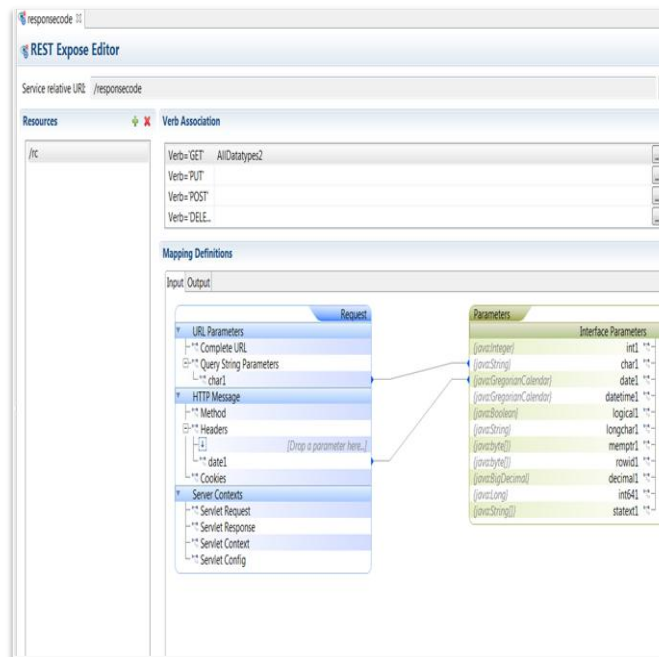 responsecode
REST Expose Editor
Service relative URI: /responsecode
Resources
/rc
Verb Association
Verb='GET' AllDatatypes2
Verb='PUT'
Verb='POST'
Verb='DELE...
Mapping Definitions
Input Output
Request
URL Parameters
Complete URL
Query String Parameters
char1
HTTP Message
Method
Headers
[Drop a parameter here...]
date1
Cookies
Server Contexts
Servlet Request
Servlet Response
Servlet Context
Servlet Config
Parameters
Interface Parameters
(java:Integer) int1
(java:String) char1
(java:GregorianCalendar) date1
(java:GregorianCalendar) datetime1
(java:Boolean) logical1
(java:String) longchar1
(java:byte[]) memptr1
(java:byte[]) rowid1
(java:BigDecimal) decimal1
(java:Long) int641
(java:String[]) statext1